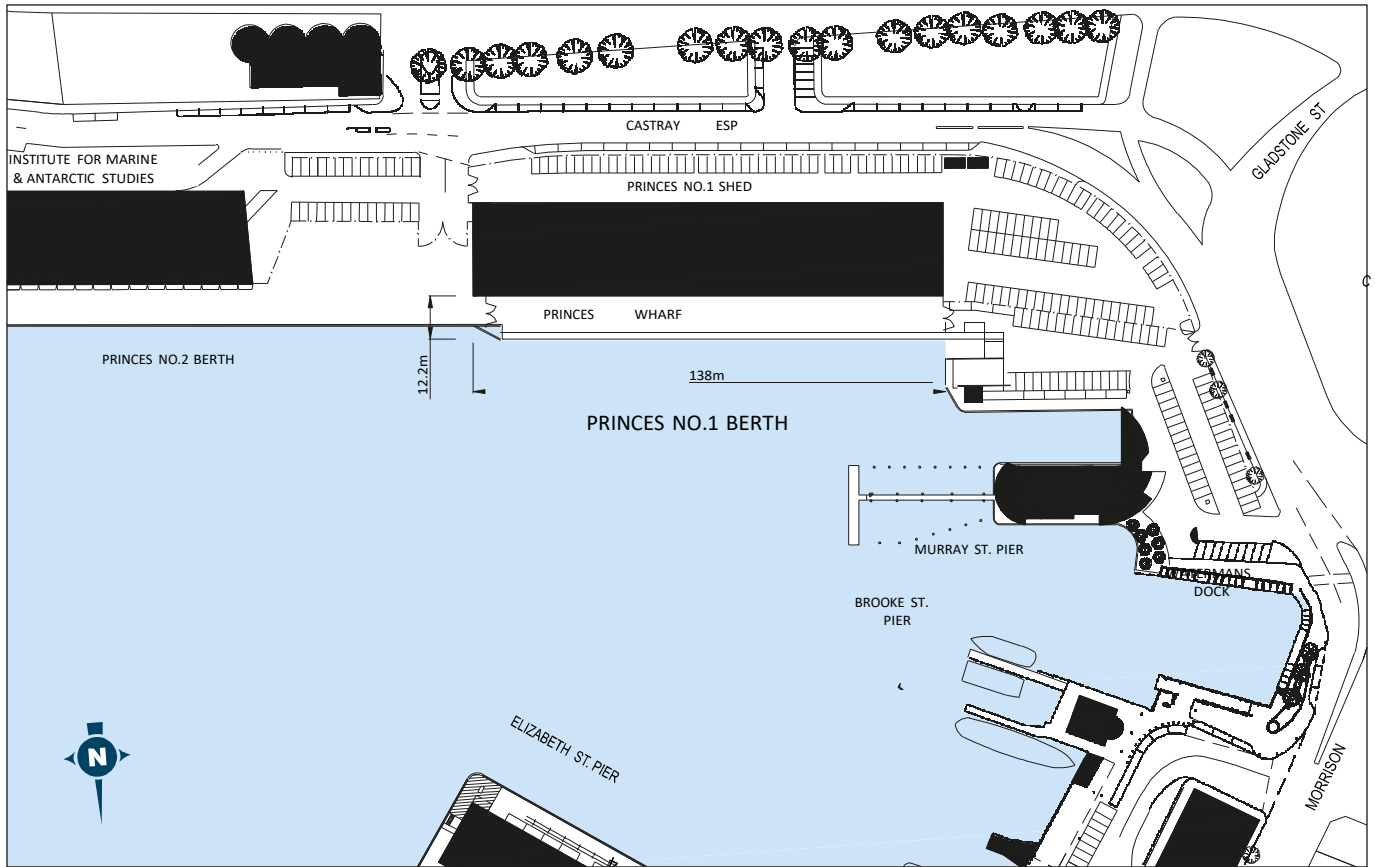 CASTRAY ESP
GLADSTONE ST
INSTITUTE FOR MARINE
& ANTARCTIC STUDIES
PRINCES NO.1 SHED
PRINCES WHARF
PRINCES NO.2 BERTH
12.2m
138m
PRINCES NO.1 BERTH
MURRAY ST. PIER
DOCK
BROOKE ST.
PIER
ELIZABETH ST. PIER
N
MORRISON